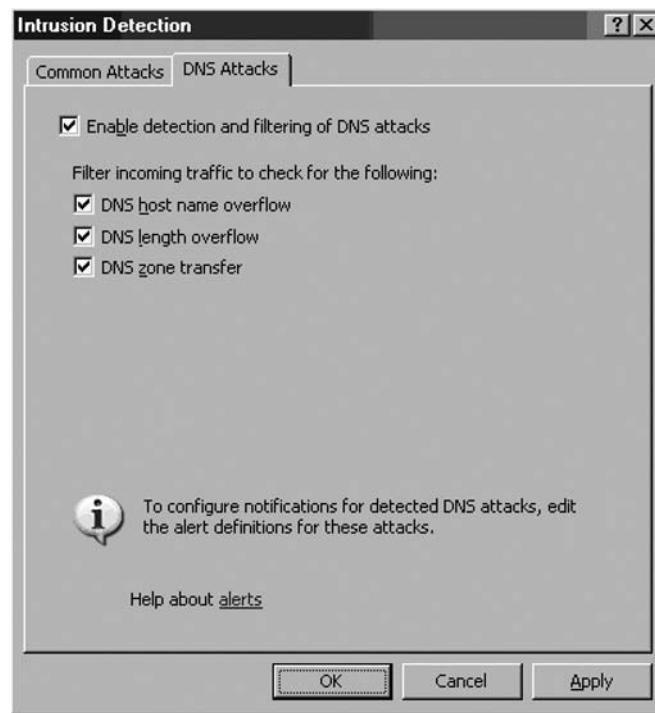 Intrusion Detection
Common Attacks DNS Attacks
Enable detection and filtering of DNS attacks
Filter incoming traffic to check for the following:
DNS host name overflow
DNS length overflow
DNS zone transfer
To configure notifications for detected DNS attacks, edit
the alert definitions for these attacks.
Help about alerts
OK Cancel Apply